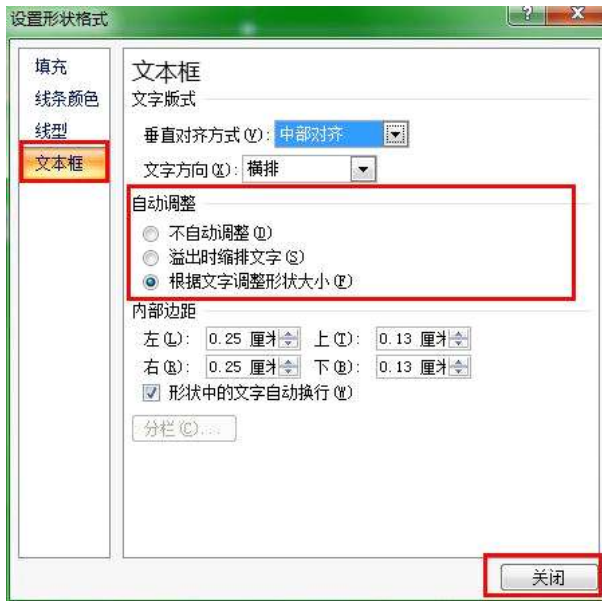 设置形状格式
填充
线条颜色
线型
文本框
文本框
文字版式
垂直对齐方式(V): 中部对齐
文字方向(X): 横排
自动调整
不自动调整(D)
溢出时缩排文字(S)
根据文字调整形状大小(F)
内部边距
左(L): 0.25 厘米 上(T): 0.13 厘米
右(R): 0.25 厘米 下(B): 0.13 厘米
形状中的文字自动换行(W)
分栏(C)...
关闭